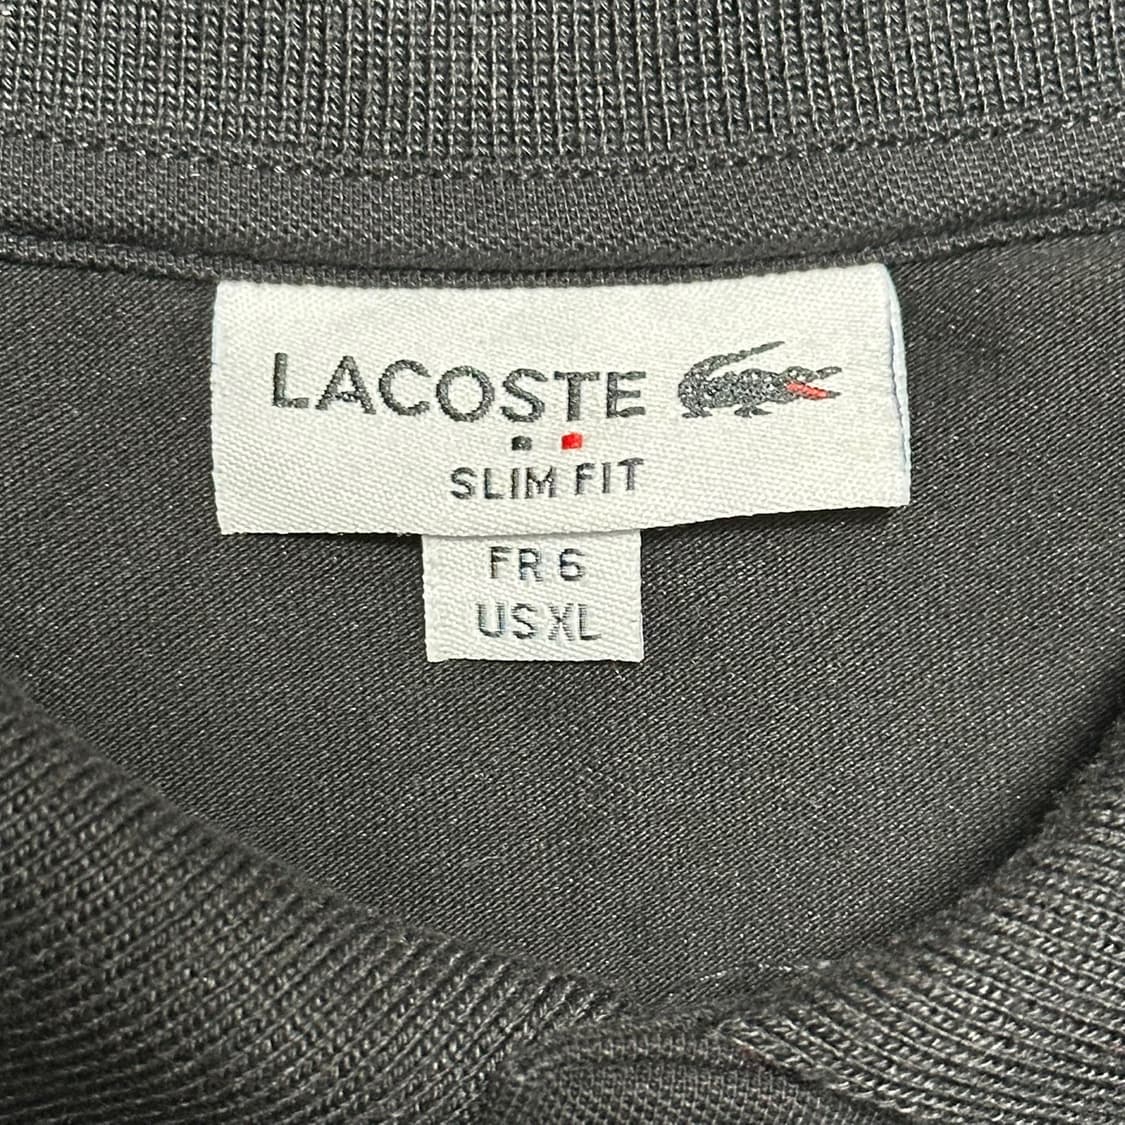 LACOSTE
SLIM FIT
FR 6
US XL